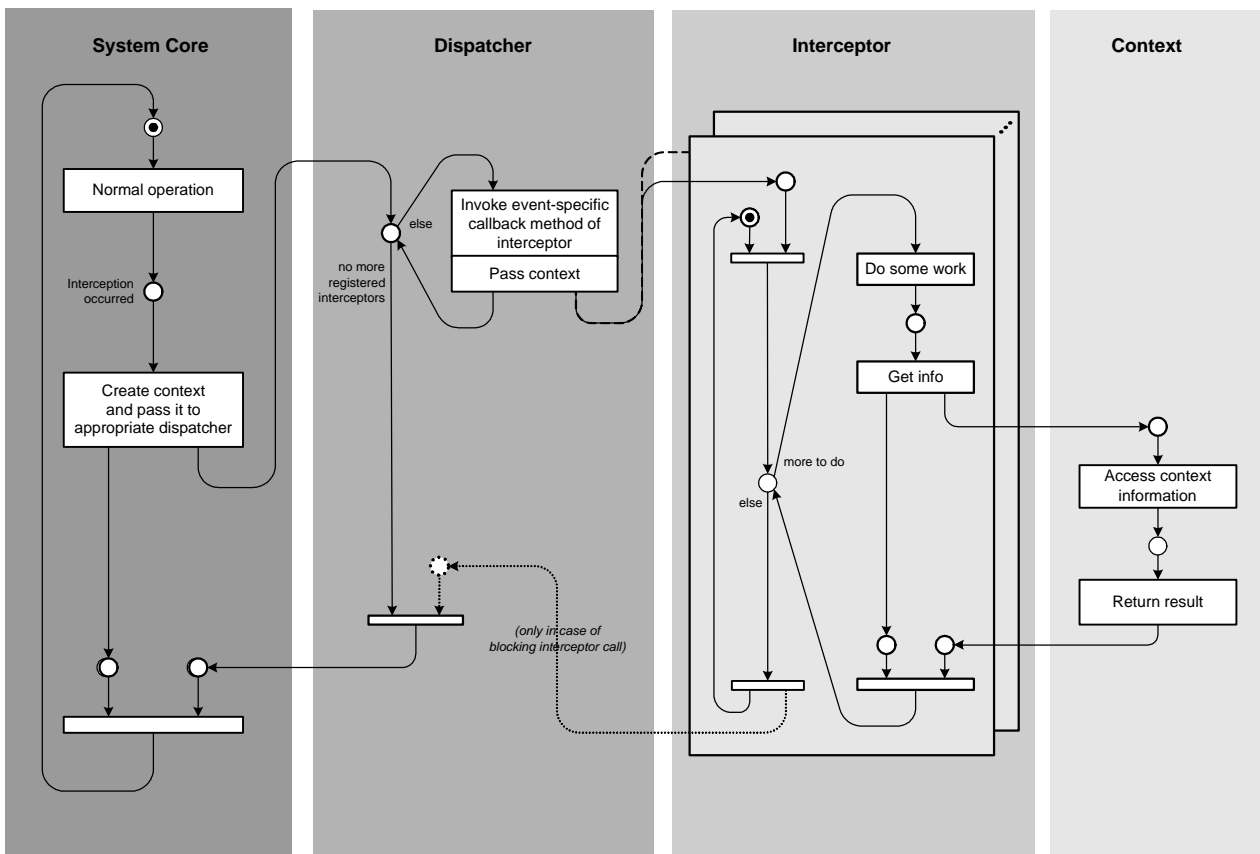 System Core
Dispatcher
Interceptor
Context
Normal operation
Interception
occurred
Create context
and pass it to
appropriate dispatcher
else
no more
registered
interceptors
Invoke event-specific
callback method of
interceptor
Pass context
(only in case of
blocking interceptor call)
Do some work
Get info
more to do
else
Access context
information
Return result